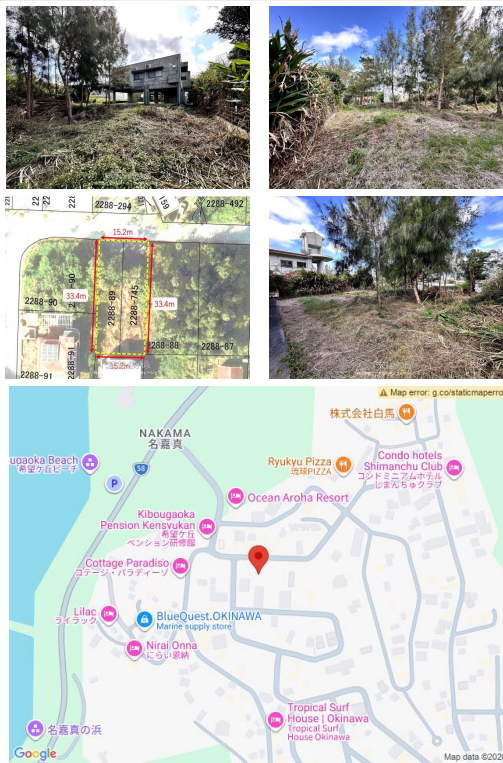 2288-294
159
2288-492
15.2m
2288-90
2288-90
33.4m
2288-89
2288-745
33.4m
2288-88
2288-67
2288-91
2288-91
Map error: g.co/staticmaperro
NAKAMA
名嘉真
株式会社白馬
ugaoka Beach
希望ケ丘ビーチ
58
P
Ryukyu Pizza
琉球PIZZA
Condo hotels
Shimanchu Club
コンドミニアムホテル
しまんちゅクラブ
Ocean Aroha Resort
Kibougaoka
Pension Kensyukan
希望ケ丘
ペンション研修館
Cottage Paradiso
コテージ・パラディーゾ
Lilac
ライラック
BlueQuest.OKINAWA
Marine supply store
Nirai Onna
にらい恩納
Tropical Surf
House | Okinawa
Tropical Surf
House Okinawa
名嘉真の浜
Google
Map data ©202